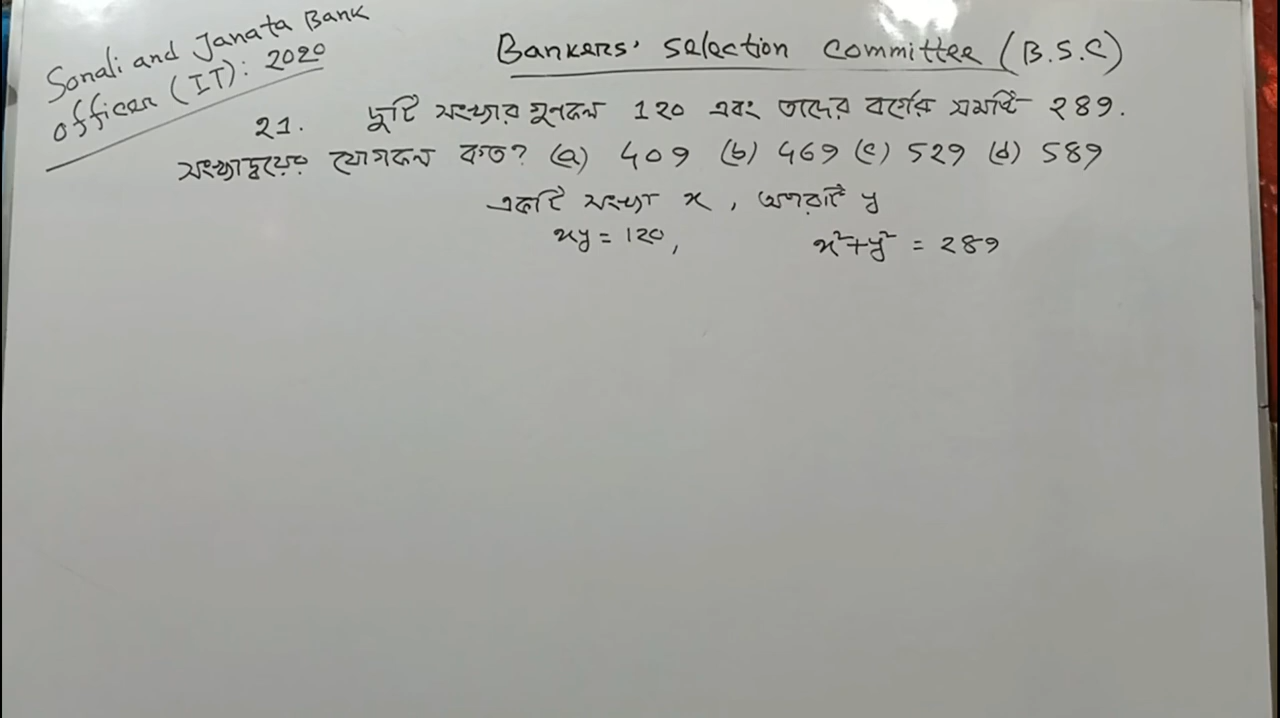 Sonali and Janata Bank
Officer (IT): 2020
Bankers' Selection Committee (B.S.C)
21. দুটি সংখ্যার গুনফল 120 এবং তাদের বর্গের সমষ্টি 289.
সংখ্যাদ্বয়ের যোগফল কত? (a) 409 (b) 469 (c) 529 (d) 589
একটি সংখ্যা x, অপরটি y
xy = 120, x²+y² = 289